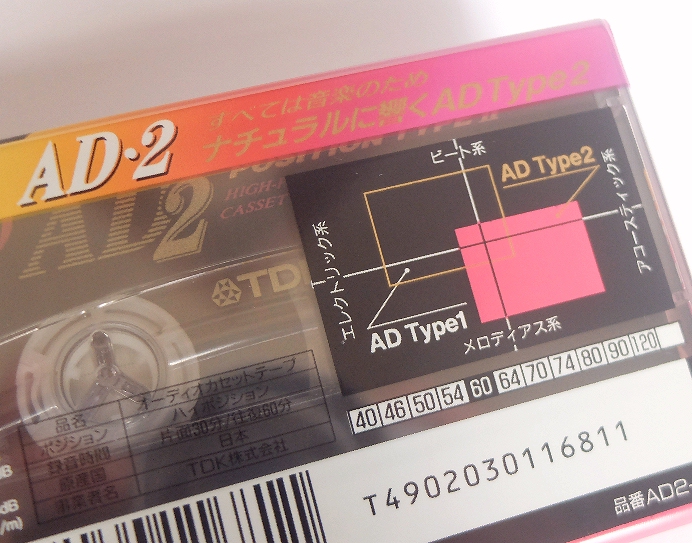 すべては音楽のため
ナチュラルに響くAD Type2
AD・2
POSITION TYPE II
AD2
CASSET
TDK
ビート系
AD Type2
エレクトリック系
アコースティック系
AD Type1
メロディアス系
40 46 50 54 60 64 70 74 80 90 120
品名 オーディオカセットテープ
ポジション ハイポジション
録音時間 片面30分/往復60分
原産国 日本
事業者名 TDK株式会社
T4902030116811
品番AD2-